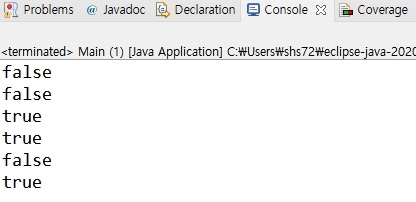 Problems @ Javadoc Declaration Console Coverage
<terminated> Main (1) [Java Application] C:₩Users₩shs72₩eclipse-java-2020
false
false
true
true
false
true